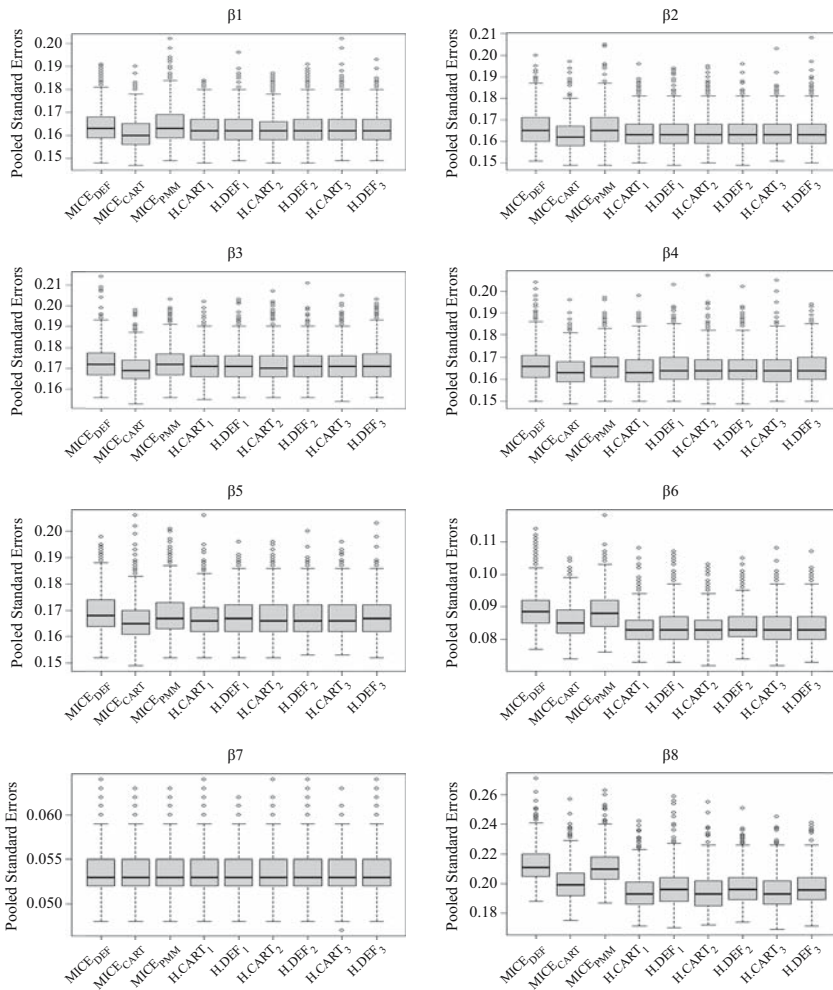 β1
Pooled Standard Errors
0.20
0.19
0.18
0.17
0.16
0.15
MICE_DEF
MICE_CART
MICE_PMM
H.CART_1
H.DEF_1
H.CART_2
H.DEF_2
H.CART_3
H.DEF_3
β2
Pooled Standard Errors
0.21
0.20
0.19
0.18
0.17
0.16
0.15
MICE_DEF
MICE_CART
MICE_PMM
H.CART_1
H.DEF_1
H.CART_2
H.DEF_2
H.CART_3
H.DEF_3
β3
Pooled Standard Errors
0.21
0.20
0.19
0.18
0.17
0.16
MICE_DEF
MICE_CART
MICE_PMM
H.CART_1
H.DEF_1
H.CART_2
H.DEF_2
H.CART_3
H.DEF_3
β4
Pooled Standard Errors
0.20
0.19
0.18
0.17
0.16
0.15
MICE_DEF
MICE_CART
MICE_PMM
H.CART_1
H.DEF_1
H.CART_2
H.DEF_2
H.CART_3
H.DEF_3
β5
Pooled Standard Errors
0.20
0.19
0.18
0.17
0.16
0.15
MICE_DEF
MICE_CART
MICE_PMM
H.CART_1
H.DEF_1
H.CART_2
H.DEF_2
H.CART_3
H.DEF_3
β6
Pooled Standard Errors
0.11
0.10
0.09
0.08
MICE_DEF
MICE_CART
MICE_PMM
H.CART_1
H.DEF_1
H.CART_2
H.DEF_2
H.CART_3
H.DEF_3
β7
Pooled Standard Errors
0.060
0.055
0.050
MICE_DEF
MICE_CART
MICE_PMM
H.CART_1
H.DEF_1
H.CART_2
H.DEF_2
H.CART_3
H.DEF_3
β8
Pooled Standard Errors
0.26
0.24
0.22
0.20
0.18
MICE_DEF
MICE_CART
MICE_PMM
H.CART_1
H.DEF_1
H.CART_2
H.DEF_2
H.CART_3
H.DEF_3